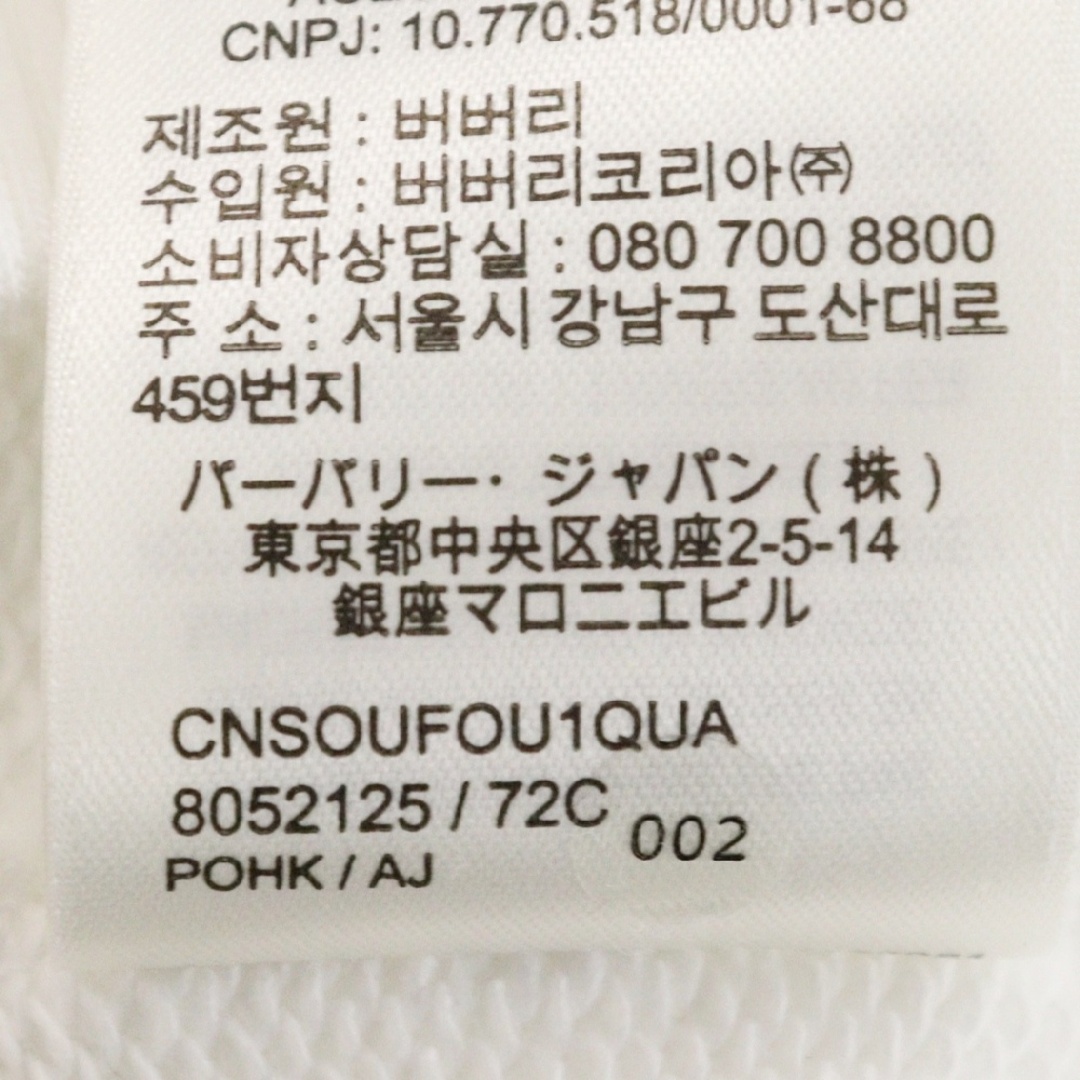 CNPJ: 10.770.518/0001-68
제조원 : 버버리
수입원 : 버버리코리아㈜
소비자상담실 : 080 700 8800
주 소 : 서울시 강남구 도산대로
459번지
バーバリー・ジャパン ( 株 )
東京都中央区銀座2-5-14
銀座マロニエビル
CNSOUFOU1QUA
8052125 / 72C
002
POHK / AJ